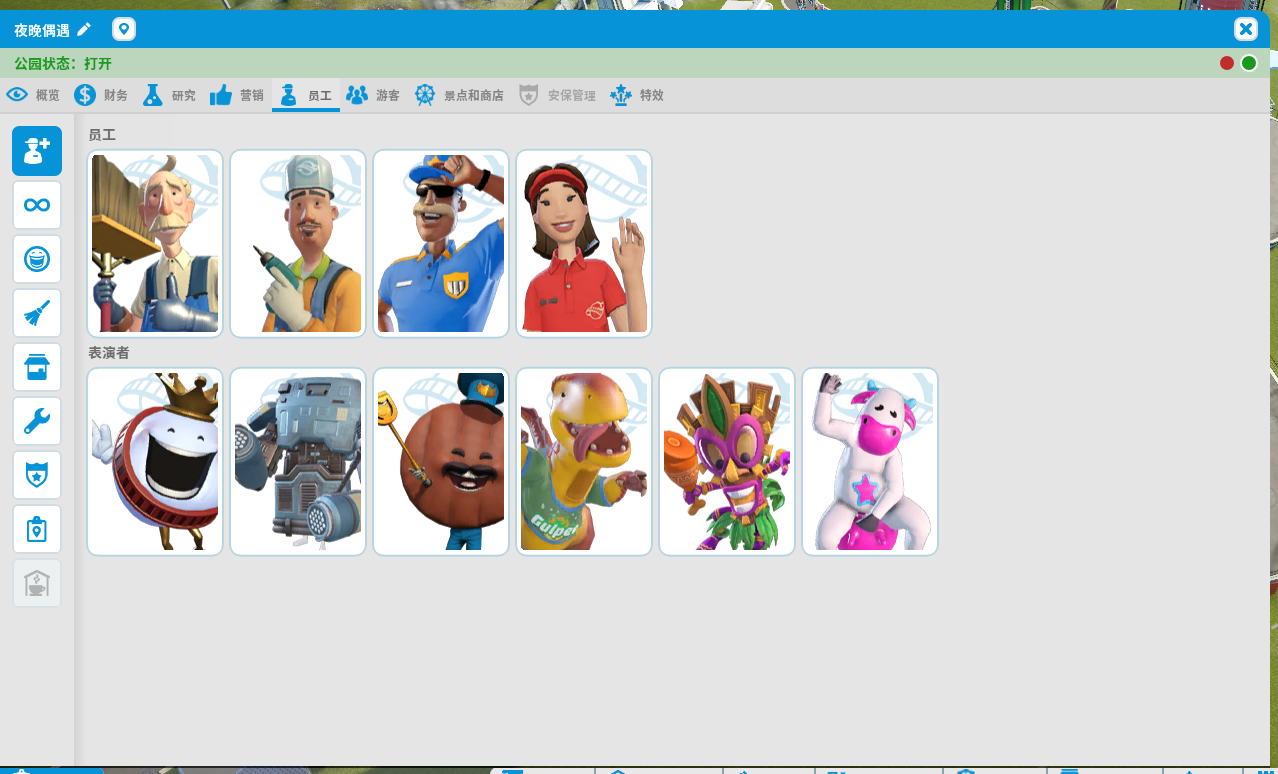 夜晚偶遇
公园状态：打开
概览 财务 研究 营销 员工 游客 景点和商店 安保管理 特效
员工
表演者
Gulpee